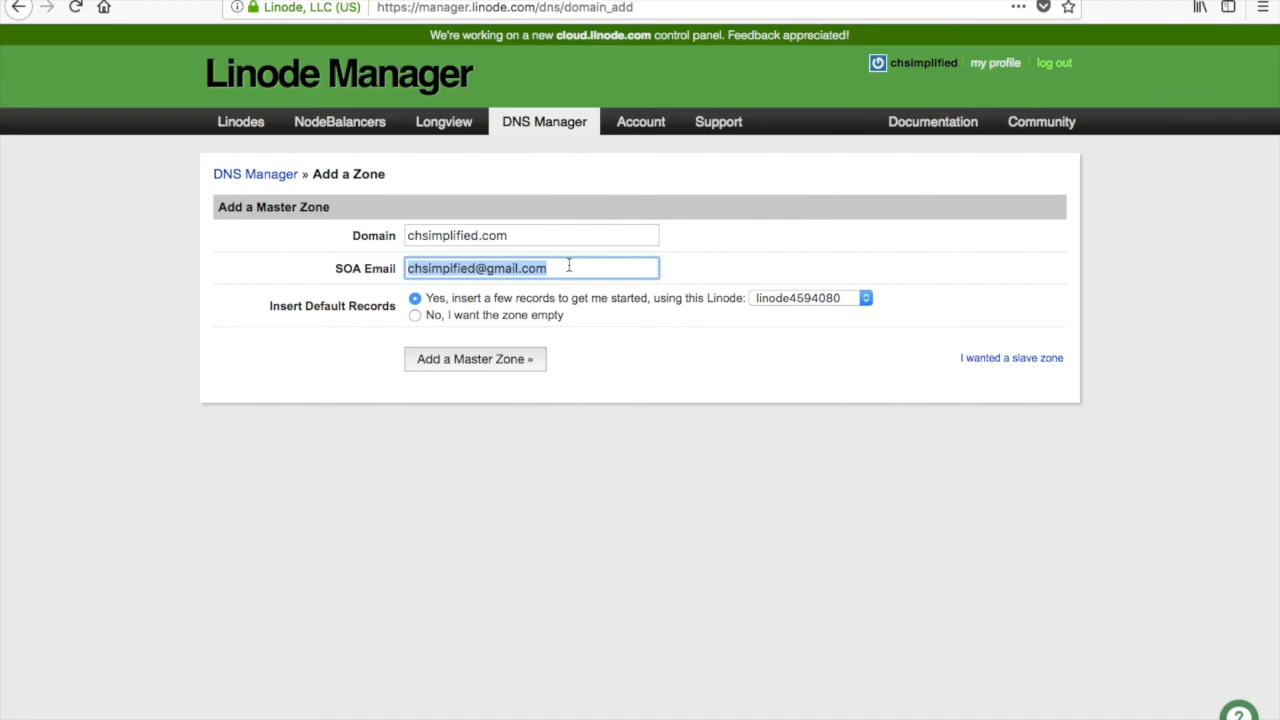 Linode, LLC (US) https://manager.linode.com/dns/domain_add
We're working on a new cloud.linode.com control panel. Feedback appreciated!
Linode Manager
chsimplified my profile log out
Linodes NodeBalancers Longview DNS Manager Account Support Documentation Community
DNS Manager » Add a Zone
Add a Master Zone
Domain chsimplified.com
SOA Email chsimpified@gmail.com
Insert Default Records
Yes, insert a few records to get me started, using this Linode: linode4594080
No, I want the zone empty
Add a Master Zone » I wanted a slave zone
?